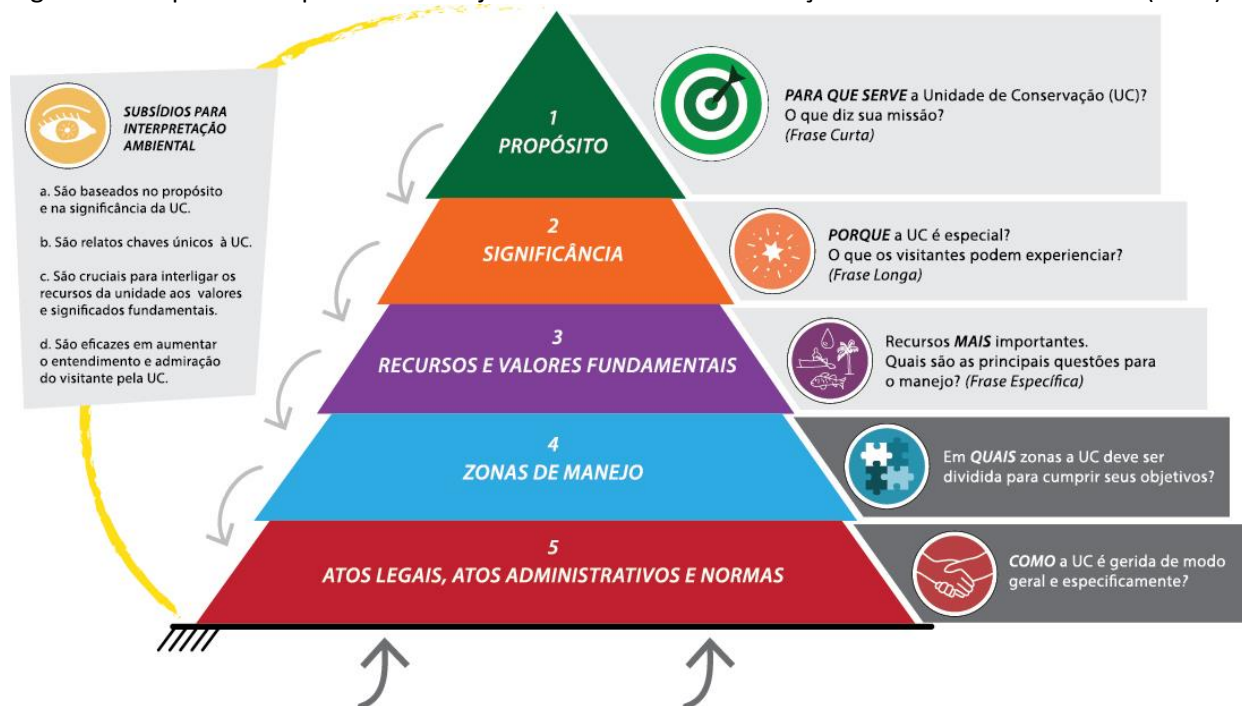 SUBSÍDIOS PARA
INTERPRETAÇÃO
AMBIENTAL
a. São baseados no propósito
e na significância da UC.
b. São relatos chaves únicos à UC.
c. São cruciais para interligar os
recursos da unidade aos valores
e significados fundamentais.
d. São eficazes em aumentar
o entendimento e admiração
do visitante pela UC.
1
PROPÓSITO
PARA QUE SERVE a Unidade de Conservação (UC)?
O que diz sua missão?
(Frase Curta)
2
SIGNIFICÂNCIA
PORQUE a UC é especial?
O que os visitantes podem experienciar?
(Frase Longa)
3
RECURSOS E VALORES FUNDAMENTAIS
Recursos MAIS importantes.
Quais são as principais questões para
o manejo? (Frase Específica)
4
ZONAS DE MANEJO
Em QUAIS zonas a UC deve ser
dividida para cumprir seus objetivos?
5
ATOS LEGAIS, ATOS ADMINISTRATIVOS E NORMAS
COMO a UC é gerida de modo
geral e especificamente?